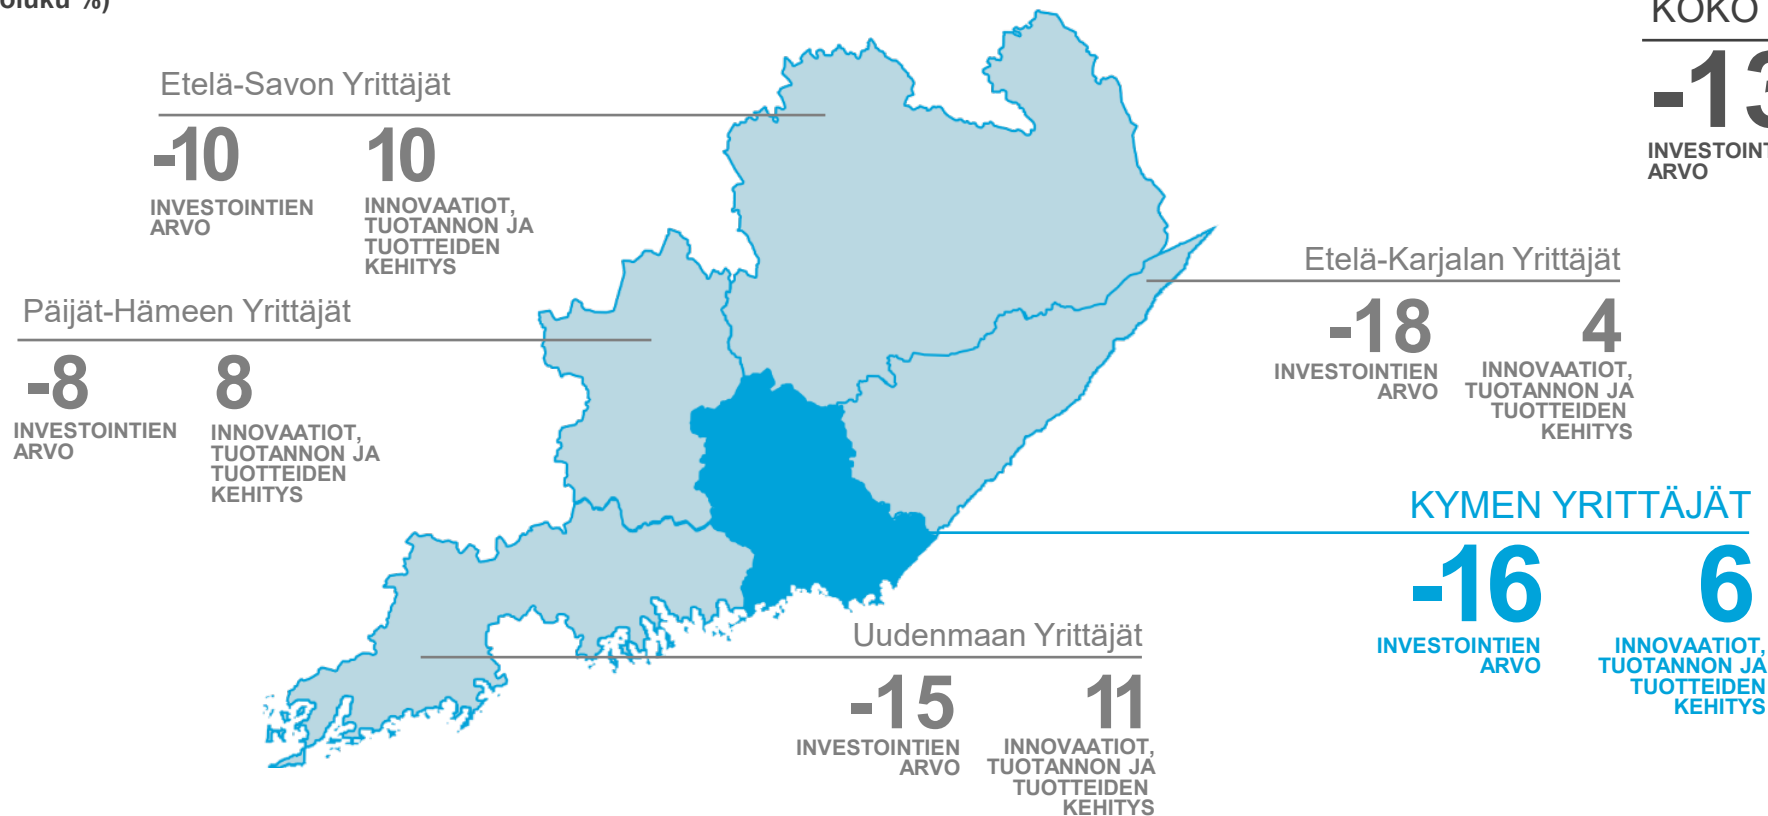 %)
KOKO
Etelä-Savon Yrittäjät
-10
INVESTOINTIEN
ARVO
10
INNOVAATIOT,
TUOTANNON JA
TUOTTEIDEN
KEHITYS
ARVO
Etelä-Karjalan Yrittäjät
-18
INVESTOINTIEN
ARVO
4
INNOVAATIOT,
TUOTANNON JA
TUOTTEIDEN
KEHITYS
Päijät-Hämeen Yrittäjät
-8
INVESTOINTIEN
ARVO
8
INNOVAATIOT,
TUOTANNON JA
TUOTTEIDEN
KEHITYS
KYMEN YRITTÄJÄT
-16
INVESTOINTIEN
ARVO
6
INNOVAATIOT,
TUOTANNON JA
TUOTTEIDEN
KEHITYS
Uudenmaan Yrittäjät
-15
INVESTOINTIEN
ARVO
11
INNOVAATIOT,
TUOTANNON JA
TUOTTEIDEN
KEHITYS